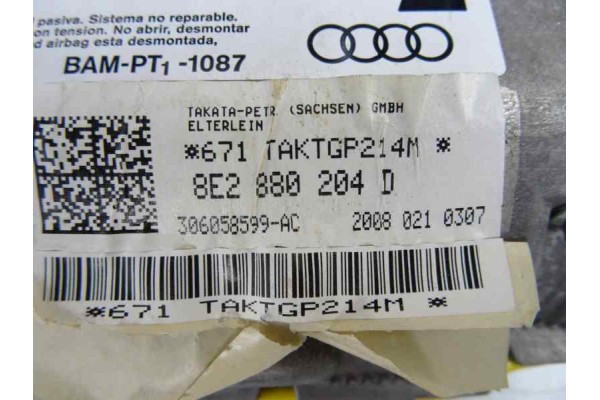 pasiva. Sistema no reparable.
on tension. No abrir, desmontar
d airbag esta desmontada,
BAM-PT1 -1087
TAKATA-PETR. (SACHSEN) GMBH
ELTERLEIN
*671 TAKTGP214M *
8E2 880 204 D
306058599-AC 2008 021 0307
*671 TAKTGP214M *